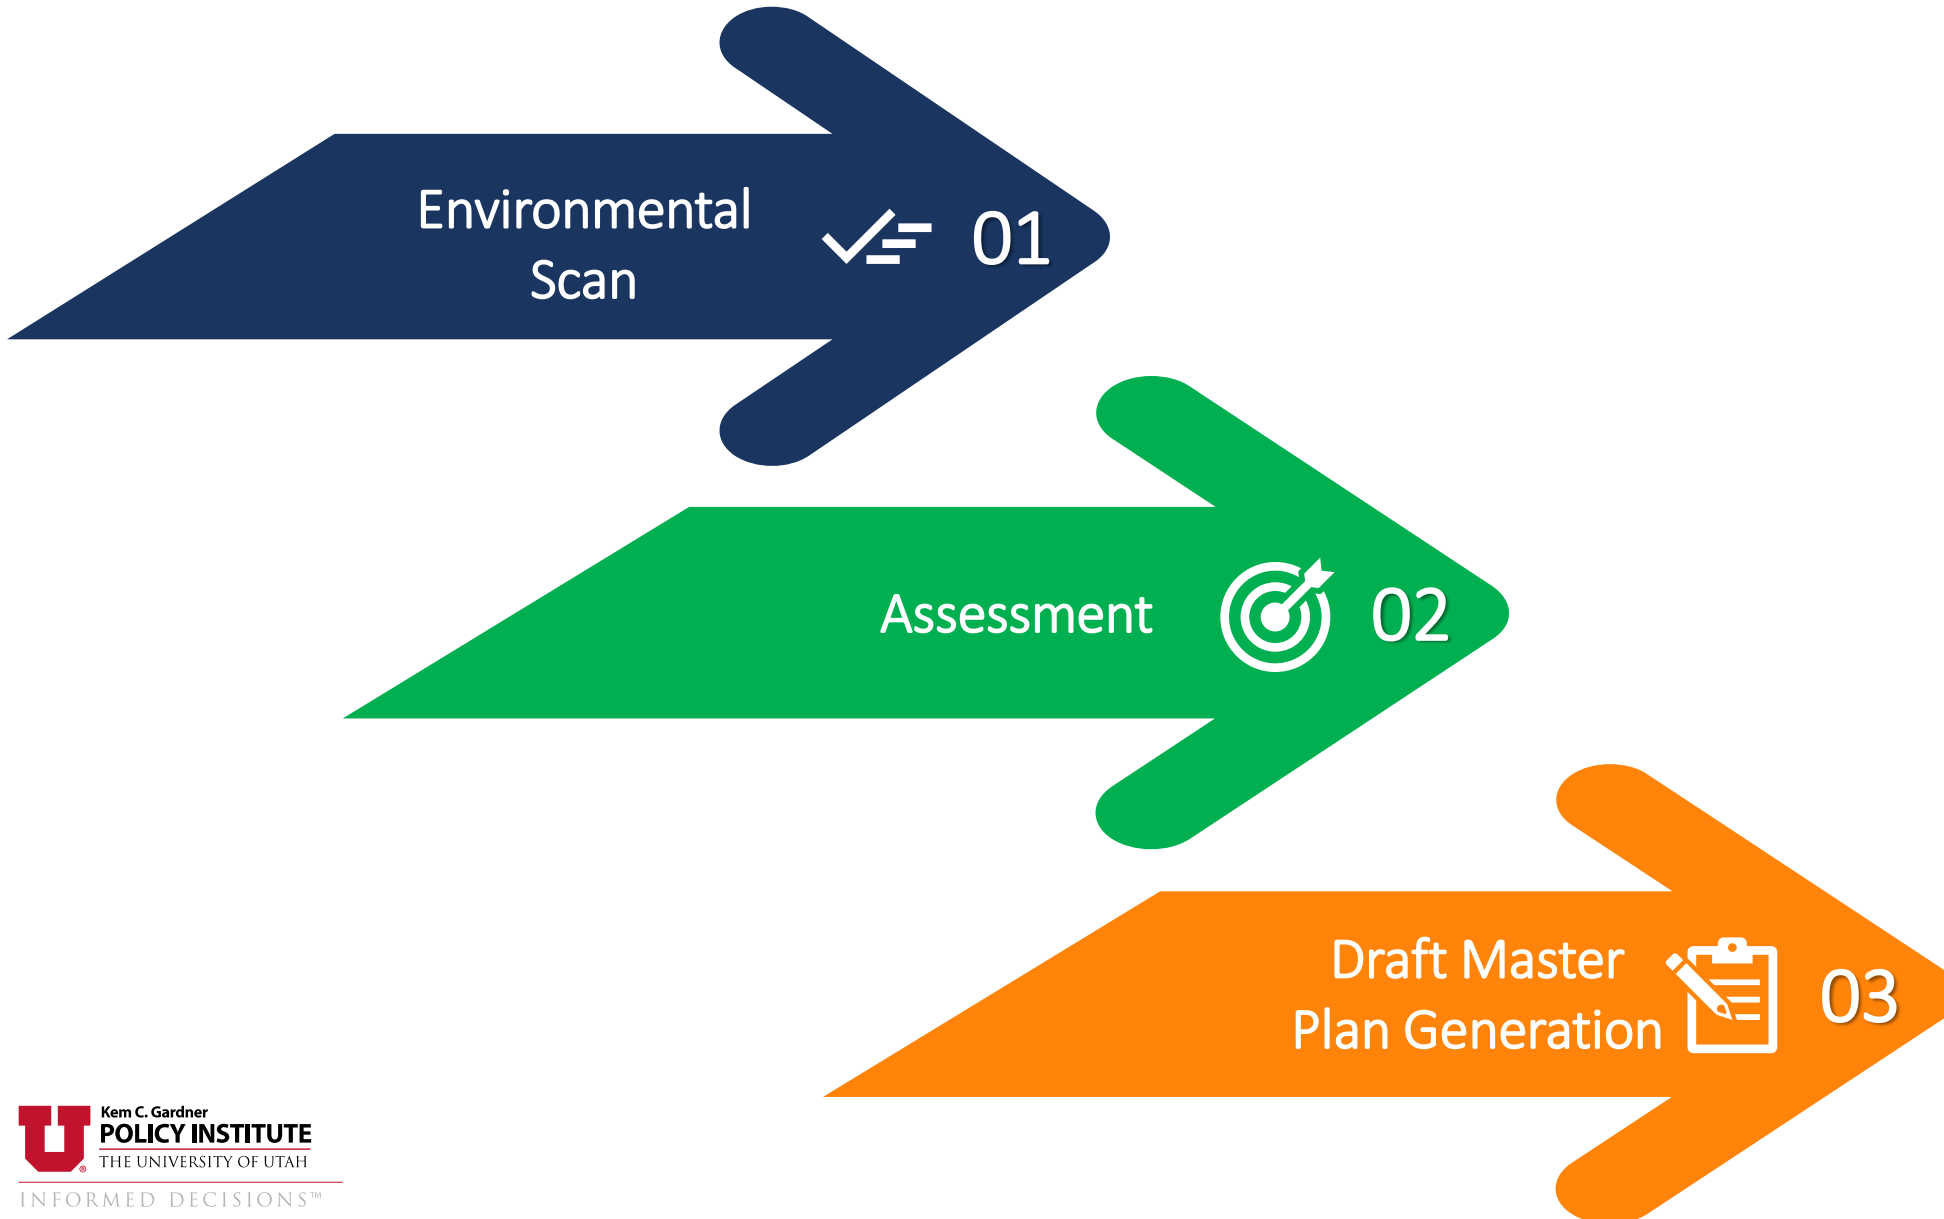 Environmental
Scan
01
Assessment
02
Draft Master
Plan Generation
03
Kem C. Gardner
POLICY INSTITUTE
THE UNIVERSITY OF UTAH
INFORMED DECISIONS™